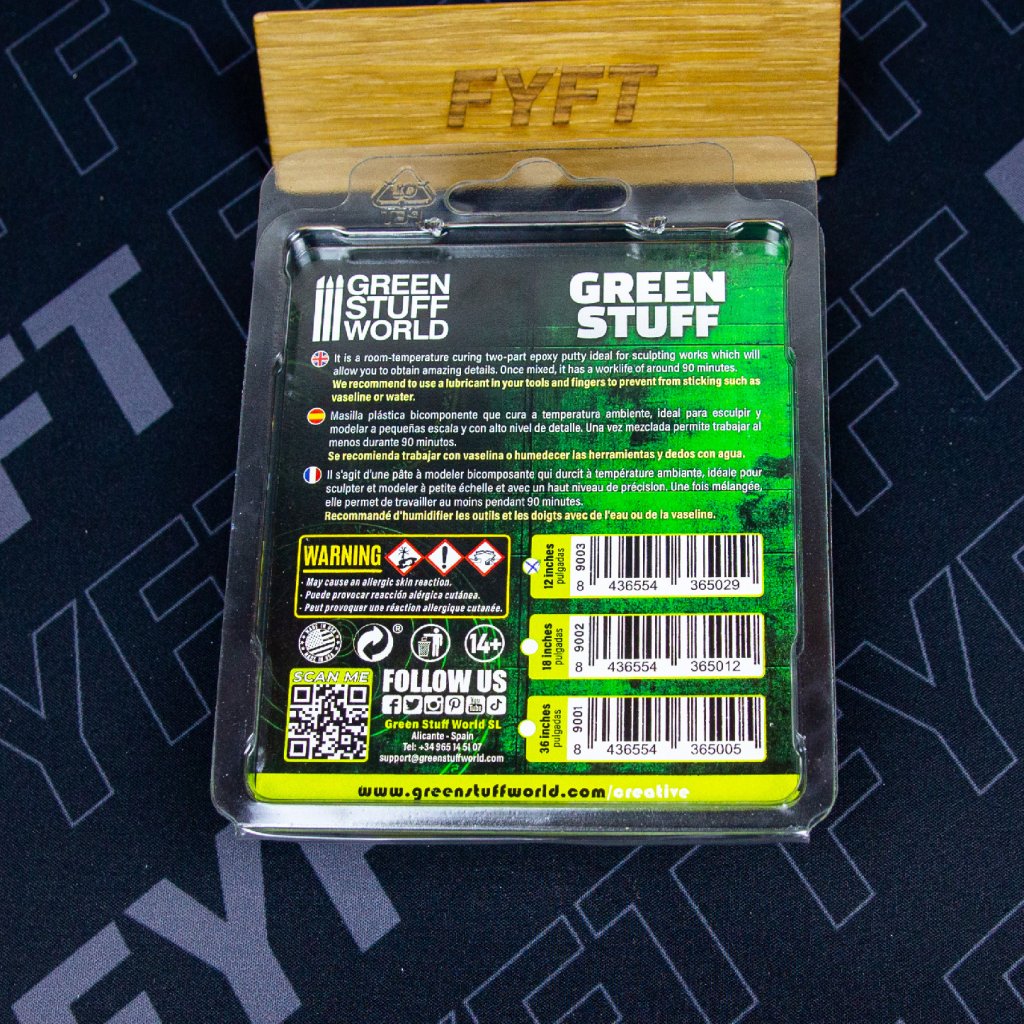 FYFT
GREEN
STUFF
WORLD
GREEN
STUFF
It is a room-temperature curing two-part epoxy putty ideal for sculpting works which will
allow you to obtain amazing details. Once mixed, it has a worklife of around 90 minutes.
We recommend to use a lubricant in your tools and fingers to prevent from sticking such as
vaseline or water.
Masilla plástica bicomponente que cura a temperatura ambiente, ideal para esculpir y
modelar a pequeñas escala y con alto nivel de detalle. Una vez mezclada permite trabajar al
menos durante 90 minutos.
Se recomienda trabajar con vaselina o humedecer las herramientas y dedos con agua.
Il s'agit d'une pâte à modeler bicomposante qui durcit à température ambiante, idéale pour
sculpter et modeler à petite échelle et avec un haut niveau de précision. Une fois mélangée,
elle permet de travailler au moins pendant 90 minutes.
Recommandé d'humidifier les outils et les doigts avec de l'eau ou de la vaseline.
WARNING
· May cause an allergic skin reaction.
· Puede provocar reacción alérgica cutánea.
· Peut provoquer une réaction allergique cutanée.
MADE IN USA
MADE IN USA
®
14+
SCAN ME
FOLLOW US
You
Tube
Green Stuff World SL
Alicante - Spain
Tel: +34 965 14 51 07
support@greenstuffworld.com
12 inches
pulgadas
9003
8 436554 365029
18 inches
pulgadas
9002
8 436554 365012
36 inches
pulgadas
9001
8 436554 365005
www.greenstuffworld.com/creative
FYFT
FYFT